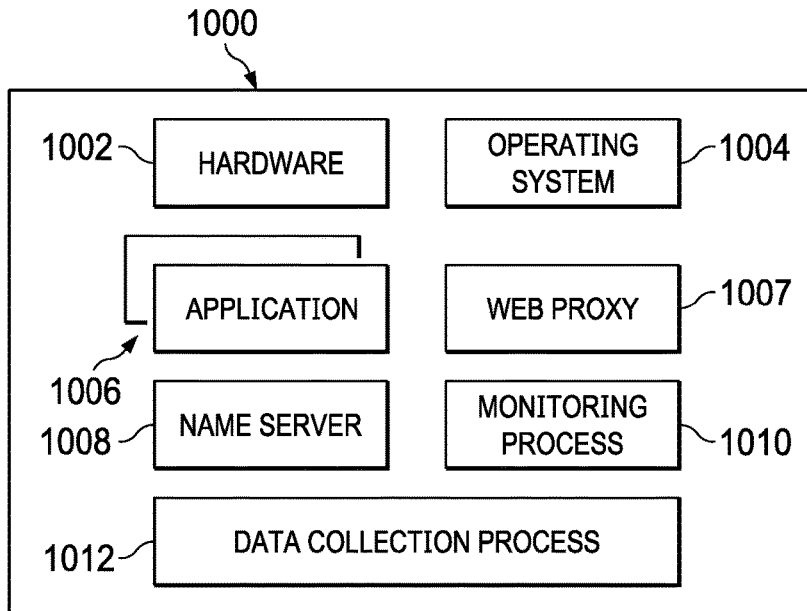 1000
1002
HARDWARE
OPERATING
SYSTEM
1004
APPLICATION
WEB PROXY
1007
1006
1008
NAME SERVER
MONITORING
PROCESS
1010
1012
DATA COLLECTION PROCESS